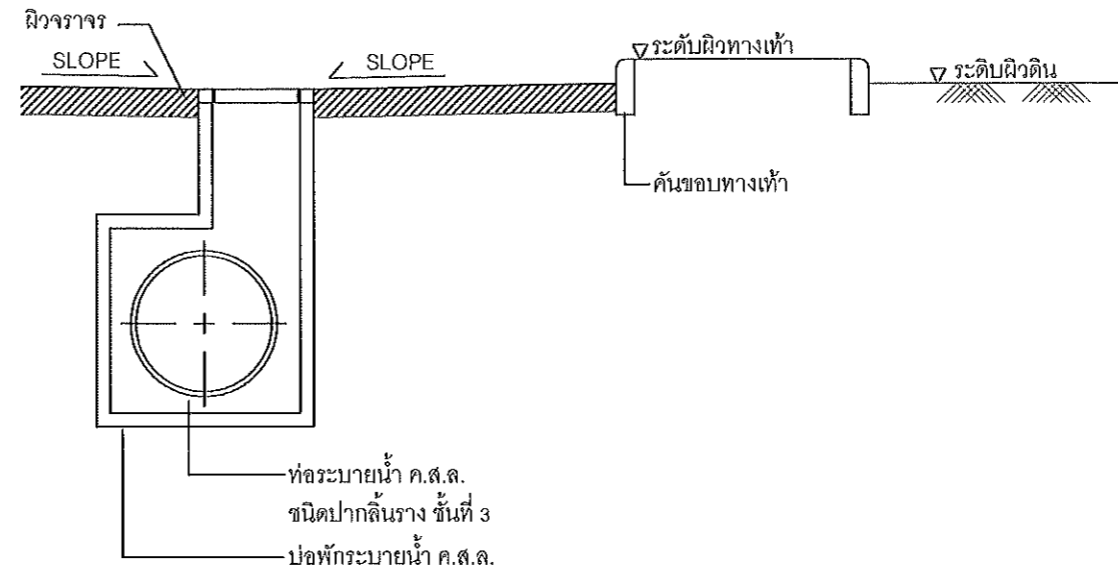 ผิวจราจร
SLOPE
SLOPE
ระดับผิวทางเท้า
ระดิบผิวดิน
คันขอบทางเท้า
ท่อระบายน้ำ ค.ส.ล.
ชนิดปากลิ้นราง ชั้นที่ 3
บ่อพักระบายน้ำ ค.ส.ล.